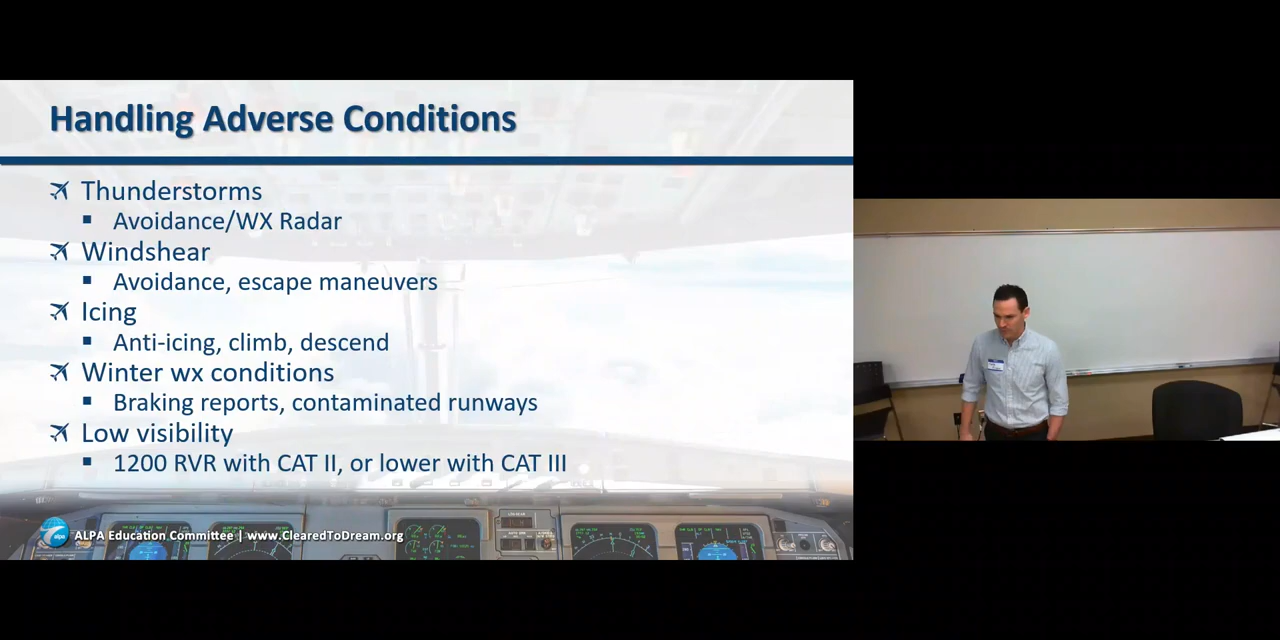 Handling Adverse Conditions
Thunderstorms
Avoidance/WX Radar
Windshear
Avoidance, escape maneuvers
Icing
Anti-icing, climb, descend
Winter wx conditions
Braking reports, contaminated runways
Low visibility
1200 RVR with CAT II, or lower with CAT III
alpa
ALPA Education Committee | www.ClearedToDream.org